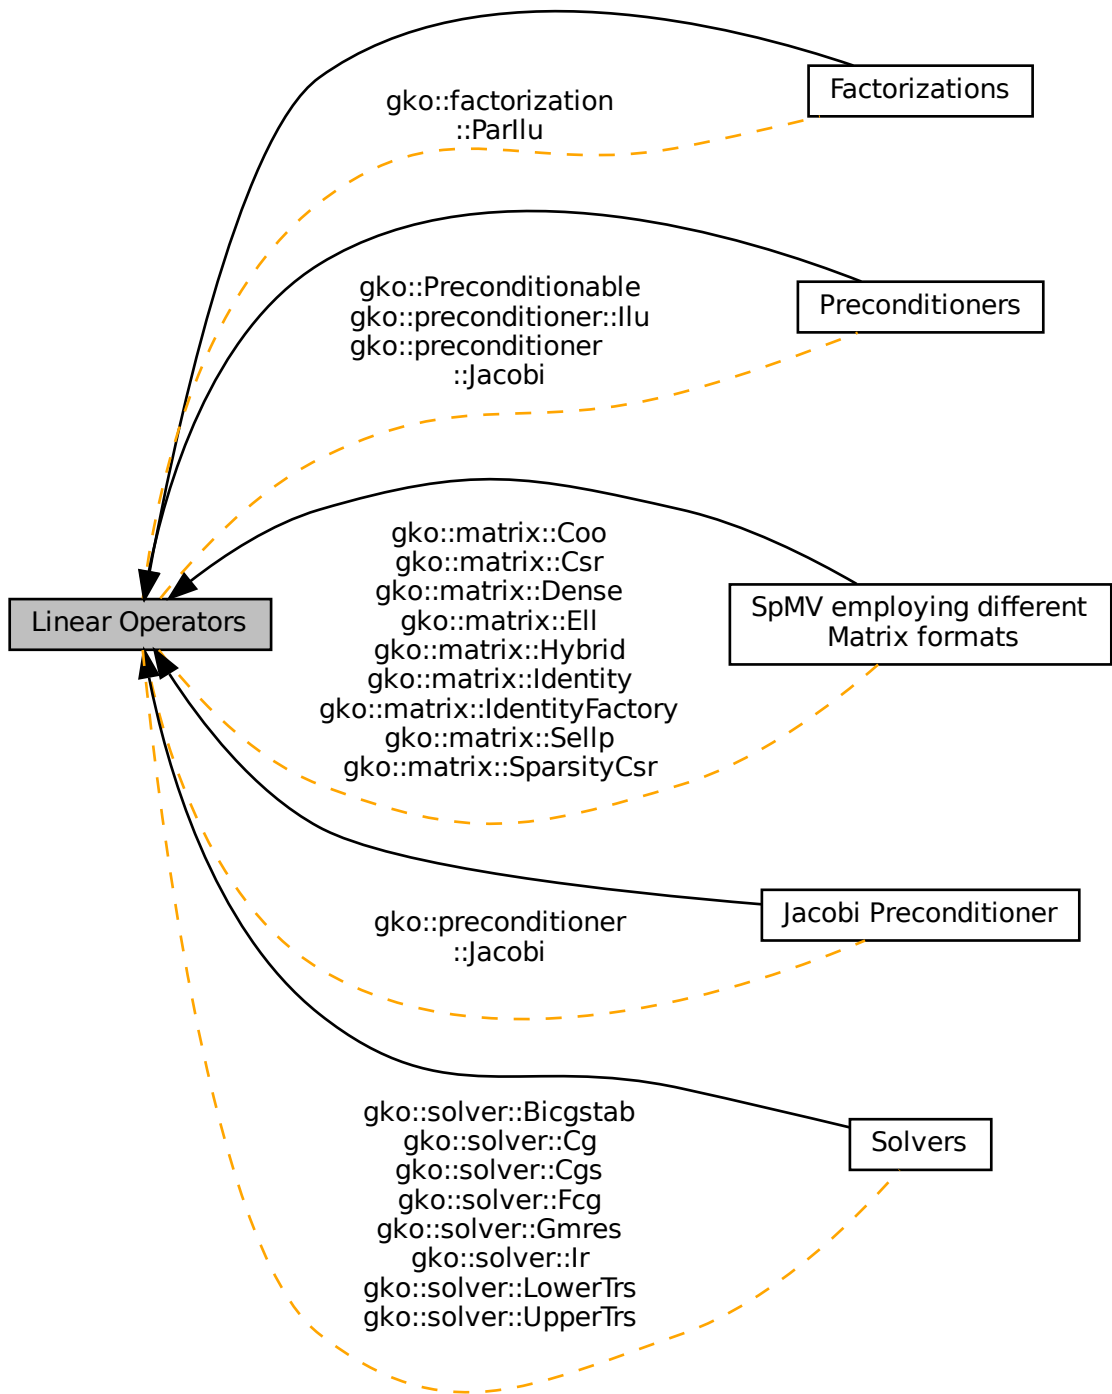 Factorizations
gko::factorization
::ParIlu
Preconditioners
gko::Preconditionable
gko::preconditioner::Ilu
gko::preconditioner
::Jacobi
gko::matrix::Coo
gko::matrix::Csr
gko::matrix::Dense
gko::matrix::Ell
gko::matrix::Hybrid
gko::matrix::Identity
gko::matrix::IdentityFactory
gko::matrix::Sellp
gko::matrix::SparsityCsr
SpMV employing different
Matrix formats
Linear Operators
Jacobi Preconditioner
gko::preconditioner
::Jacobi
gko::solver::Bicgstab
gko::solver::Cg
gko::solver::Cgs
gko::solver::Fcg
gko::solver::Gmres
gko::solver::Ir
gko::solver::LowerTrs
gko::solver::UpperTrs
Solvers